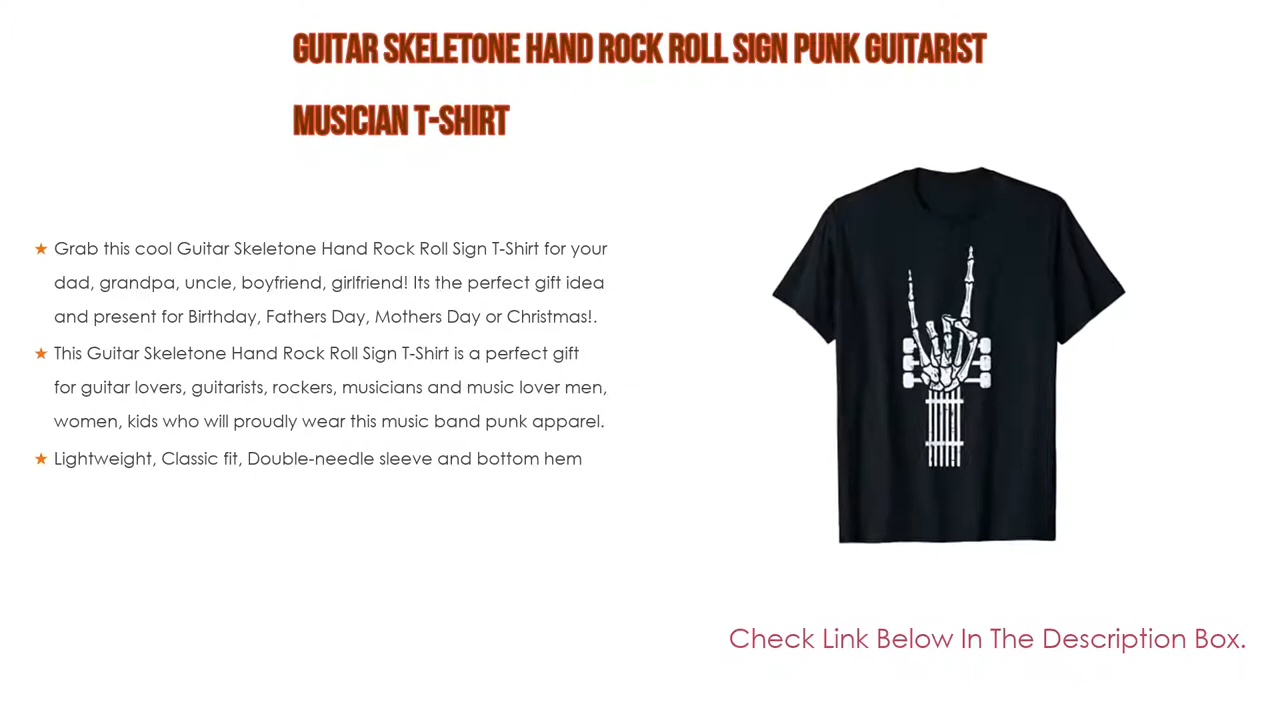 GUITAR SKELETONE HAND ROCK ROLL SIGN PUNK GUITARIST
MUSICIAN T-SHIRT
★ Grab this cool Guitar Skeletone Hand Rock Roll Sign T-Shirt for your
dad, grandpa, uncle, boyfriend, girlfriend! Its the perfect gift idea
and present for Birthday, Fathers Day, Mothers Day or Christmas!.
★ This Guitar Skeletone Hand Rock Roll Sign T-Shirt is a perfect gift
for guitar lovers, guitarists, rockers, musicians and music lover men,
women, kids who will proudly wear this music band punk apparel.
★ Lightweight, Classic fit, Double-needle sleeve and bottom hem
Check Link Below In The Description Box.